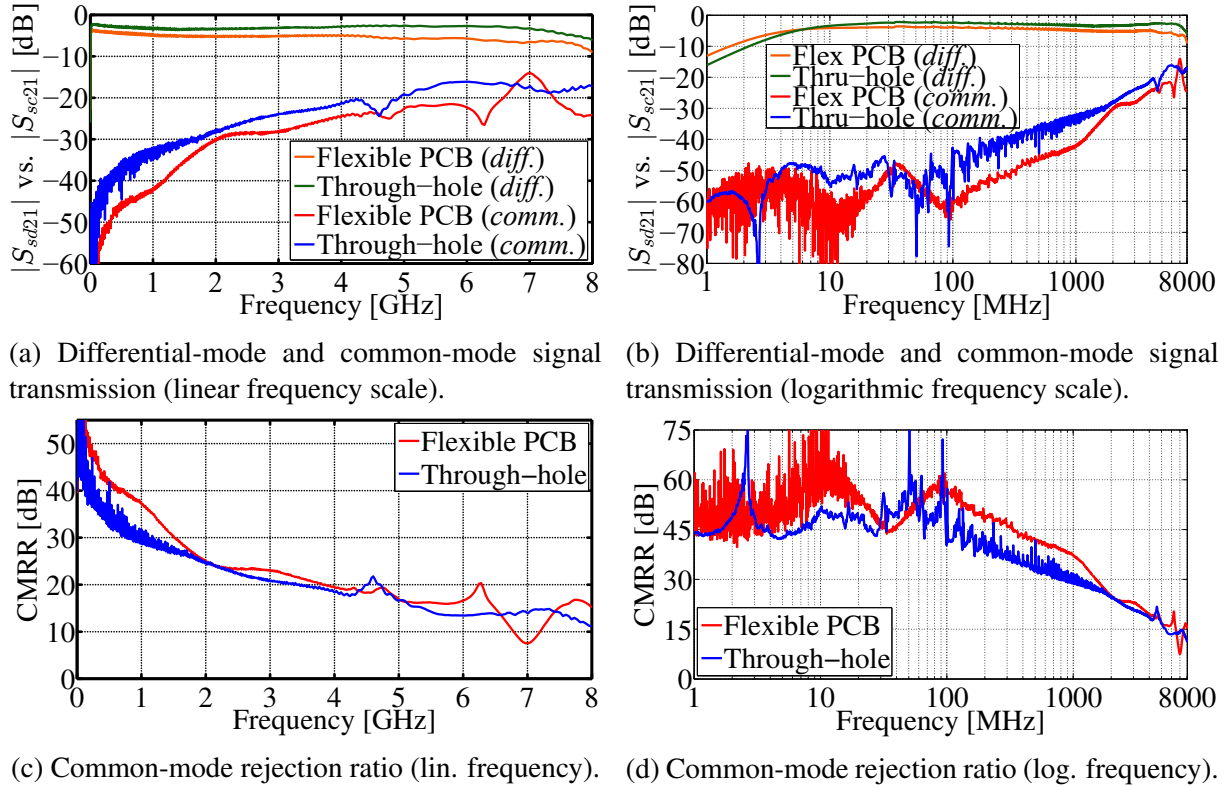 |S_sd21| vs. |S_sc21| [dB]
0
−10
−20
−30
−40
−50
−60
Flexible PCB (diff.)
Through−hole (diff.)
Flexible PCB (comm.)
Through−hole (comm.)
0 1 2 3 4 5 6 7 8
Frequency [GHz]
(a) Differential-mode and common-mode signal
transmission (linear frequency scale).
|S_sd21| vs. |S_sc21| [dB]
0
−10
−20
−30
−40
−50
−60
−70
−80
Flex PCB (diff.)
Thru−hole (diff.)
Flex PCB (comm.)
Thru−hole (comm.)
1 10 100 1000 8000
Frequency [MHz]
(b) Differential-mode and common-mode signal
transmission (logarithmic frequency scale).
CMRR [dB]
50
40
30
20
10
0
Flexible PCB
Through−hole
0 1 2 3 4 5 6 7 8
Frequency [GHz]
(c) Common-mode rejection ratio (lin. frequency).
CMRR [dB]
75
60
45
30
15
0
Flexible PCB
Through−hole
1 10 100 1000 8000
Frequency [MHz]
(d) Common-mode rejection ratio (log. frequency).